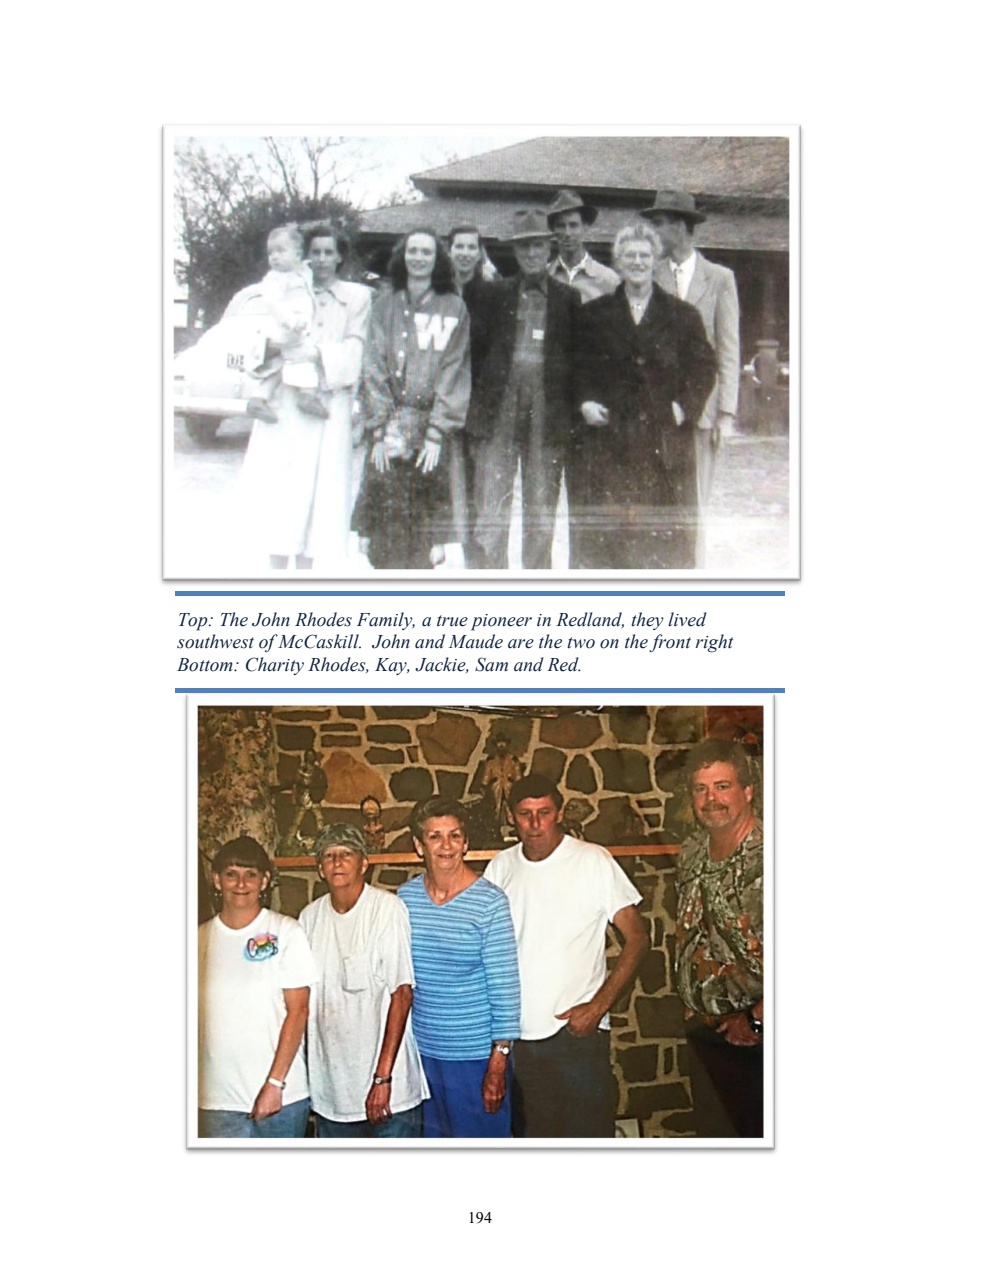 W
Top: The John Rhodes Family, a true pioneer in Redland, they lived
southwest of McCaskill.  John and Maude are the two on the front right
Bottom: Charity Rhodes, Kay, Jackie, Sam and Red.
194